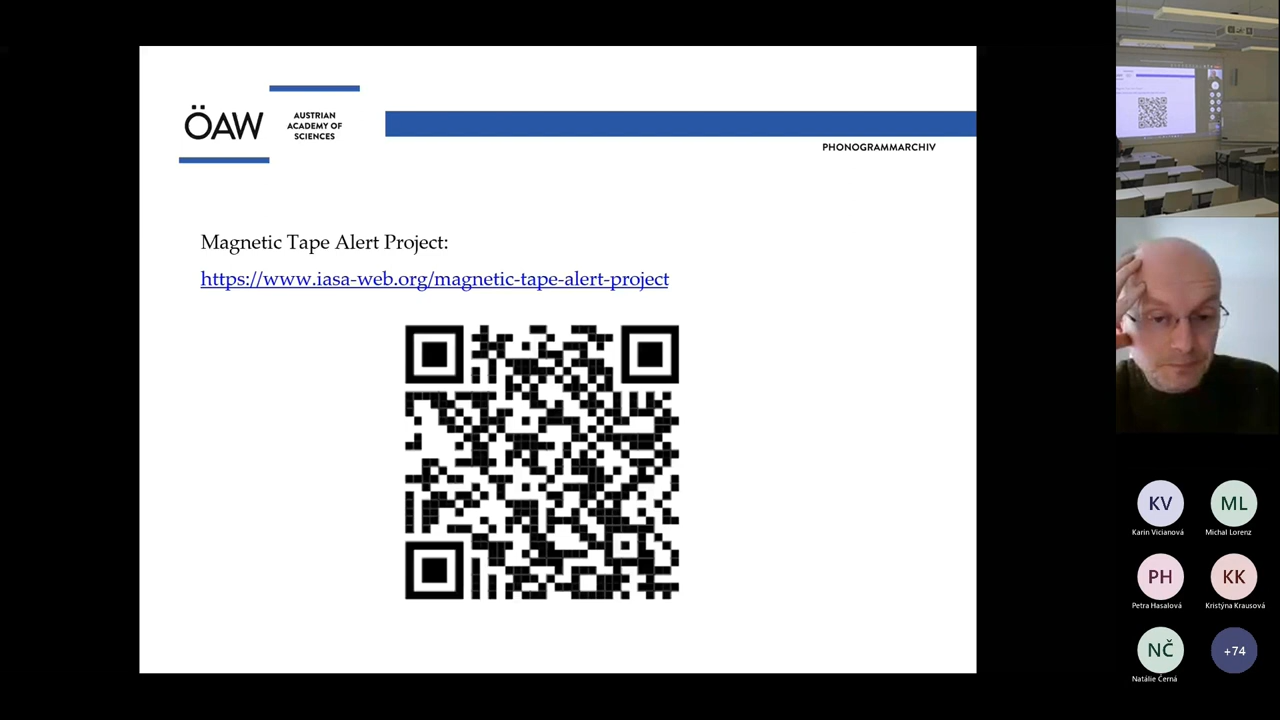 ÖAW
AUSTRIAN
ACADEMY OF
SCIENCES
PHONOGRAMMARCHIV
Magnetic Tape Alert Project:
https://www.iasa-web.org/magnetic-tape-alert-project
KV
Karin Vicianová
ML
Michal Lorenz
PH
Petra Hasalová
KK
Kristýna Krausová
NČ
Natálie Černá
+74